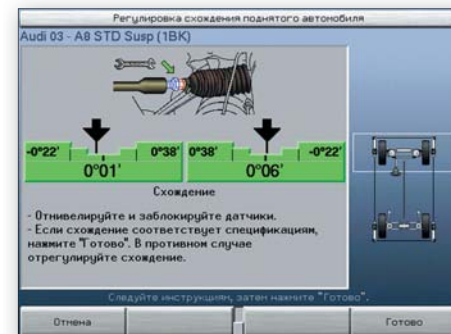 Регулировка схождения поднятого автомобиля
Audi 03 - A8 STD Susp (1BK)
-0°22' 0°38' 0°38' -0°22'
0°01' 0°06'
Схождение
- Отнивелируйте и заблокируйте датчики.
- Если схождение соответствует спецификациям,
нажмите "Готово". В противном случае
отрегулируйте схождение.
Следуйте инструкциям, затем нажмите "Готово".
Отмена Готово